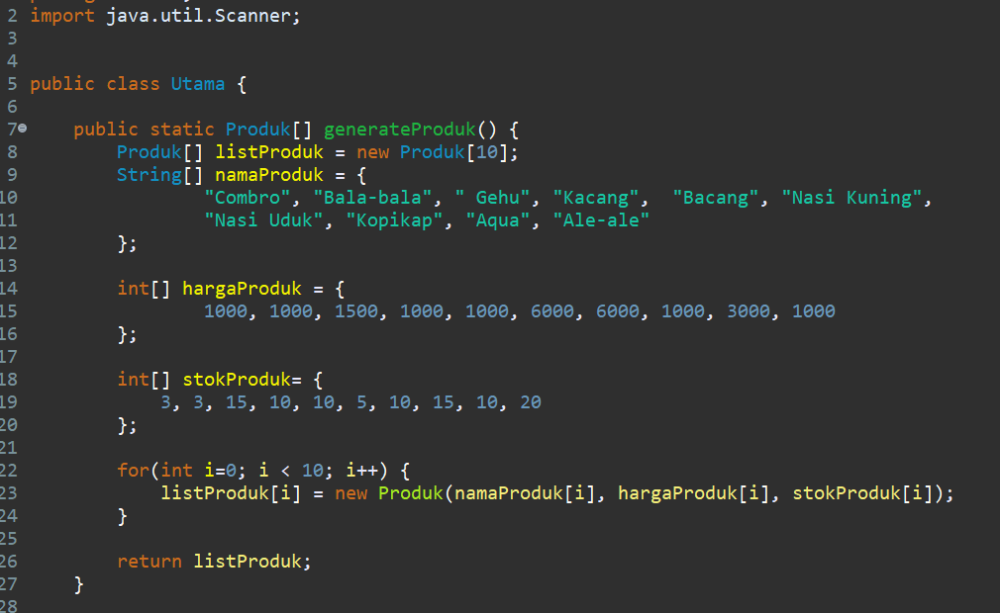 2 import java.util.Scanner;
3
4
5 public class Utama {
6
7 public static Produk[] generateProduk() {
8 Produk[] listProduk = new Produk[10];
9 String[] namaProduk = {
10 "Combro", "Bala-bala", " Gehu", "Kacang",  "Bacang", "Nasi Kuning",
11 "Nasi Uduk", "Kopikap", "Aqua", "Ale-ale"
12 };
13
14 int[] hargaProduk = {
15 1000, 1000, 1500, 1000, 1000, 6000, 6000, 1000, 3000, 1000
16 };
17
18 int[] stokProduk= {
19 3, 3, 15, 10, 10, 5, 10, 15, 10, 20
20 };
21
22 for(int i=0; i < 10; i++) {
23 listProduk[i] = new Produk(namaProduk[i], hargaProduk[i], stokProduk[i]);
24 }
25
26 return listProduk;
27 }
28